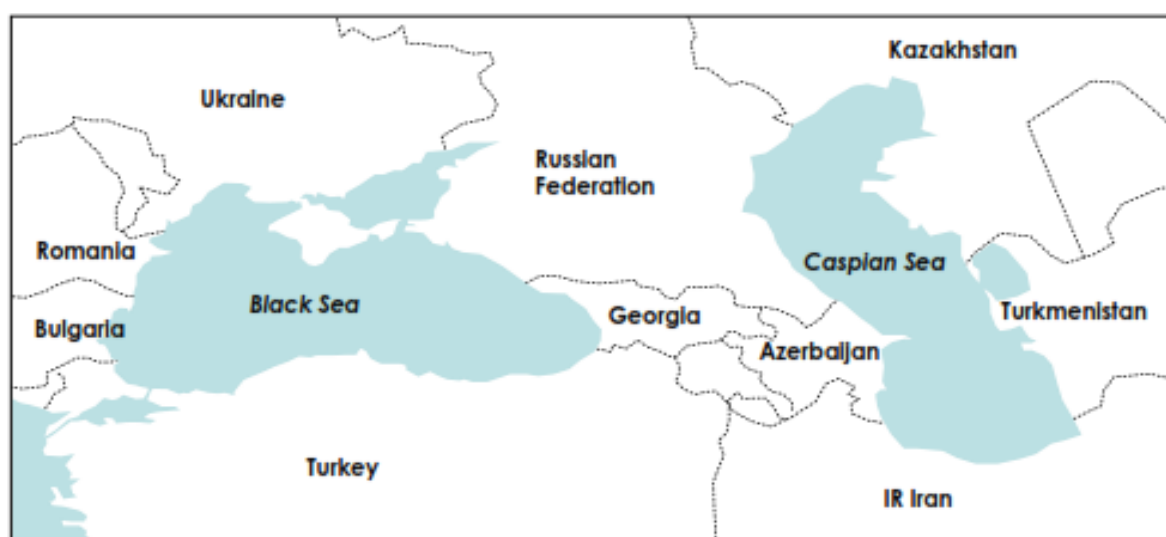 Kazakhstan
Ukraine
Russian
Federation
Romania
Caspian Sea
Black Sea
Georgia
Turkmenistan
Bulgaria
Azerbaijan
Turkey
IR Iran